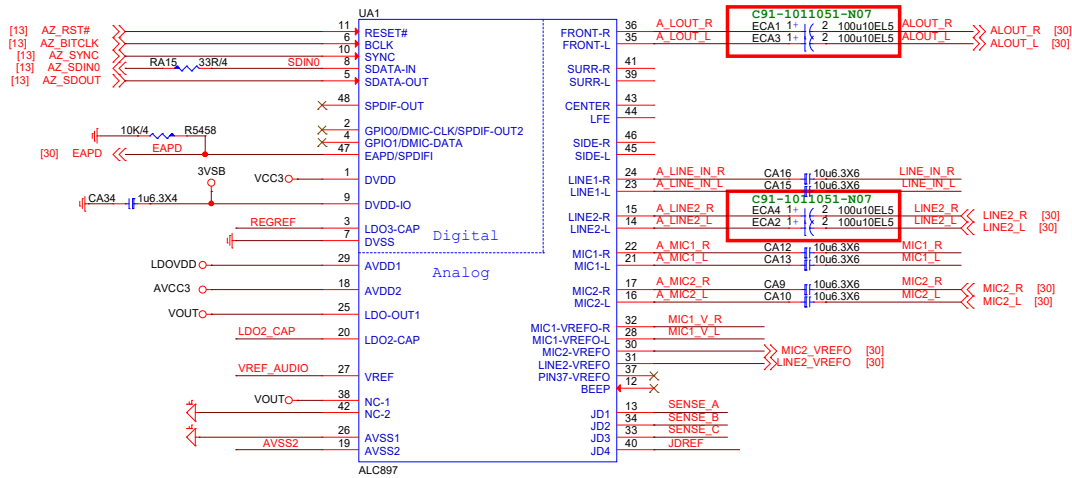 UA1
C91-1011051-N07
[13] AZ_RST# 11 RESET# FRONT-R 36 A_LOUT_R ECA1 1+ 2 100u10EL5 ALOUT_R ALOUT_R [30]
[13] AZ_BITCLK 6 BCLK FRONT-L 35 A_LOUT_L ECA3 1+ 2 100u10EL5 ALOUT_L ALOUT_L [30]
[13] AZ_SYNC 10 SYNC
[13] AZ_SDIN0 RA15 33R/4 SDIN0 8 SDATA-IN SURR-R 41
[13] AZ_SDOUT 5 SDATA-OUT SURR-L 39
48 SPDIF-OUT CENTER 43
LFE 44
2 GPIO0/DMIC-CLK/SPDIF-OUT2
10K/4 R5458 4 GPIO1/DMIC-DATA SIDE-R 46
[30] EAPD EAPD 47 EAPD/SPDIFI SIDE-L 45
3VSB
VCC3 1 DVDD LINE1-R 24 A_LINE_IN_R CA16 10u6.3X6 LINE_IN_R
LINE1-L 23 A_LINE_IN_L CA15 10u6.3X6 LINE_IN_L
C91-1011051-N07
CA34 1u6.3X4 9 DVDD-IO LINE2-R 15 A_LINE2_R ECA4 1+ 2 100u10EL5 LINE2_R LINE2_R [30]
REGREF 3 LDO3-CAP LINE2-L 14 A_LINE2_L ECA2 1+ 2 100u10EL5 LINE2_L LINE2_L [30]
7 DVSS Digital
MIC1-R 22 A_MIC1_R CA12 10u6.3X6 MIC1_R
LDOVDD 29 AVDD1 Analog MIC1-L 21 A_MIC1_L CA13 10u6.3X6 MIC1_L
AVCC3 18 AVDD2 MIC2-R 17 A_MIC2_R CA9 10u6.3X6 MIC2_R MIC2_R [30]
MIC2-L 16 A_MIC2_L CA10 10u6.3X6 MIC2_L MIC2_L [30]
VOUT 25 LDO-OUT1
MIC1-VREFO-R 32 MIC1_V_R
LDO2_CAP 20 LDO2-CAP MIC1-VREFO-L 28 MIC1_V_L
MIC2-VREFO 30 MIC2_VREFO [30]
LINE2-VREFO 31 LINE2_VREFO [30]
VREF_AUDIO 27 VREF PIN37-VREFO 37
BEEP 12
VOUT 38 NC-1
42 NC-2 JD1 13 SENSE_A
JD2 34 SENSE_B
26 AVSS1 JD3 33 SENSE_C
AVSS2 19 AVSS2 JD4 40 JDREF
ALC897